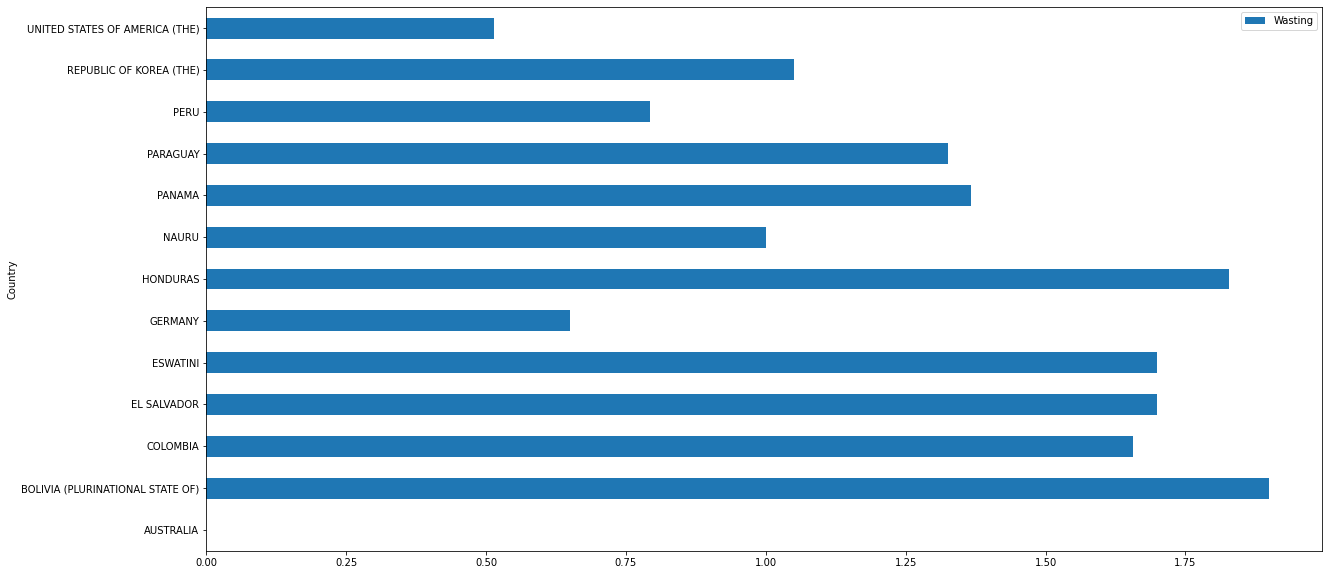 Wasting
UNITED STATES OF AMERICA (THE)
REPUBLIC OF KOREA (THE)
PERU
PARAGUAY
PANAMA
NAURU
HONDURAS
GERMANY
ESWATINI
EL SALVADOR
COLOMBIA
BOLIVIA (PLURINATIONAL STATE OF)
AUSTRALIA
Country
0.00 0.25 0.50 0.75 1.00 1.25 1.50 1.75